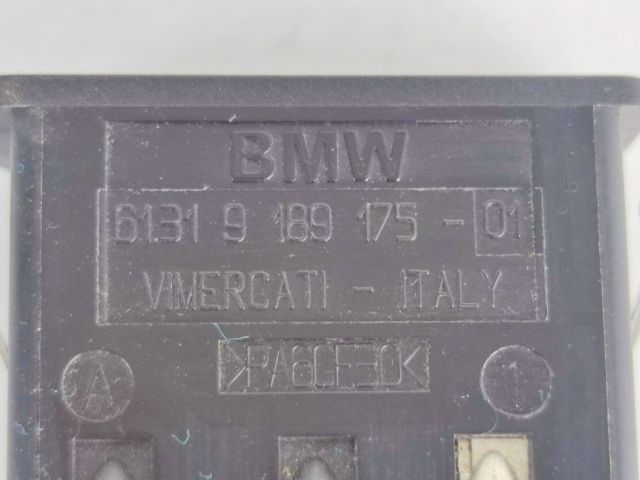 BMW
61.31 9 189 175 - 01
VIMERCATI - ITALY
>PA6GF30<
A 1